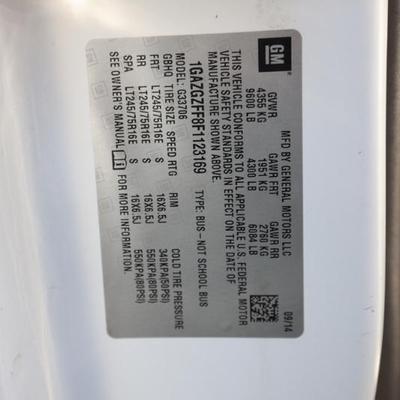 GM
MFD BY GENERAL MOTORS LLC
GVWR GAWR FRT GAWR RR
4355 KG 1951 KG 2760 KG
9600 LB 4300 LB 6084 LB
THIS VEHICLE CONFORMS TO ALL APPLICABLE U.S. FEDERAL MOTOR
VEHICLE SAFETY STANDARDS IN EFFECT ON THE DATE OF
MANUFACTURE SHOWN ABOVE.
09/14
1GAZGZFF8F1123169 TYPE: BUS-NOT SCHOOL BUS
MODEL: G33706
GBHQ TIRE SIZE SPEED RTG RIM COLD TIRE PRESSURE
FRT LT245/75R16E S 16X6.5J 340KPA(50PSI)
RR LT245/75R16E S 16X6.5J 550KPA(80PSI)
SPA LT245/75R16E S 16X6.5J 550KPA(80PSI)
SEE OWNER'S MANUAL FOR MORE INFORMATION.